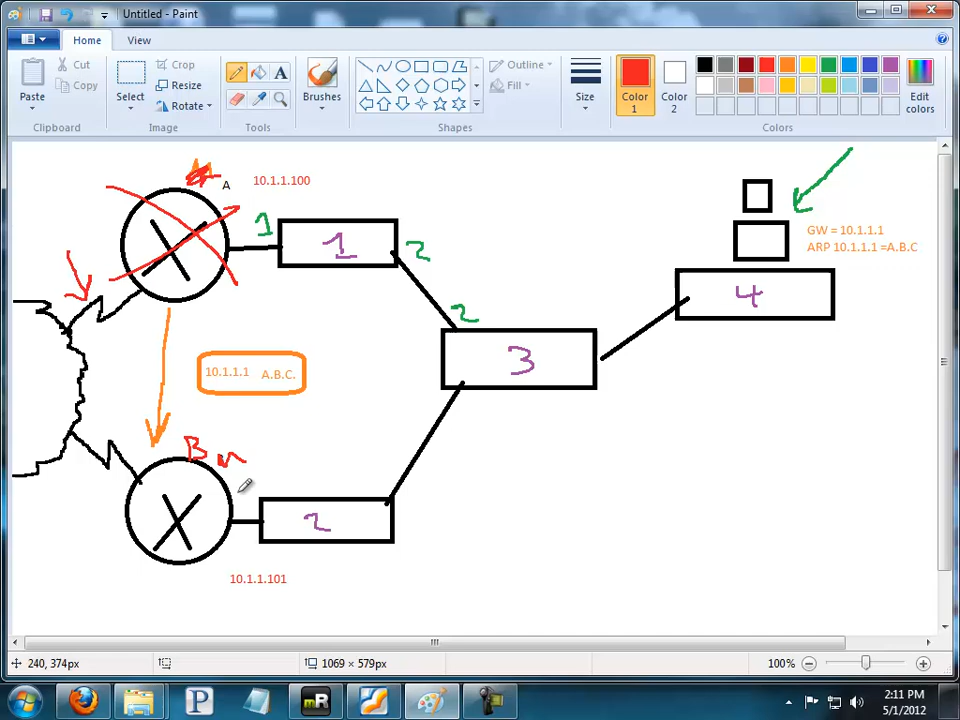 Untitled - Paint
Home
View
Paste
Cut
Copy
Clipboard
Select
Crop
Resize
Rotate
Image
A
Tools
Brushes
Outline
Fill
Shapes
Size
Color 1
Color 2
Edit colors
Colors
A
10.1.1.100
1
1
2
2
3
4
GW = 10.1.1.1
ARP 10.1.1.1 =A.B.C
10.1.1.1 A.B.C.
B
2
10.1.1.101
240, 374px
1069 × 579px
100%
P
mR
2:11 PM
5/1/2012